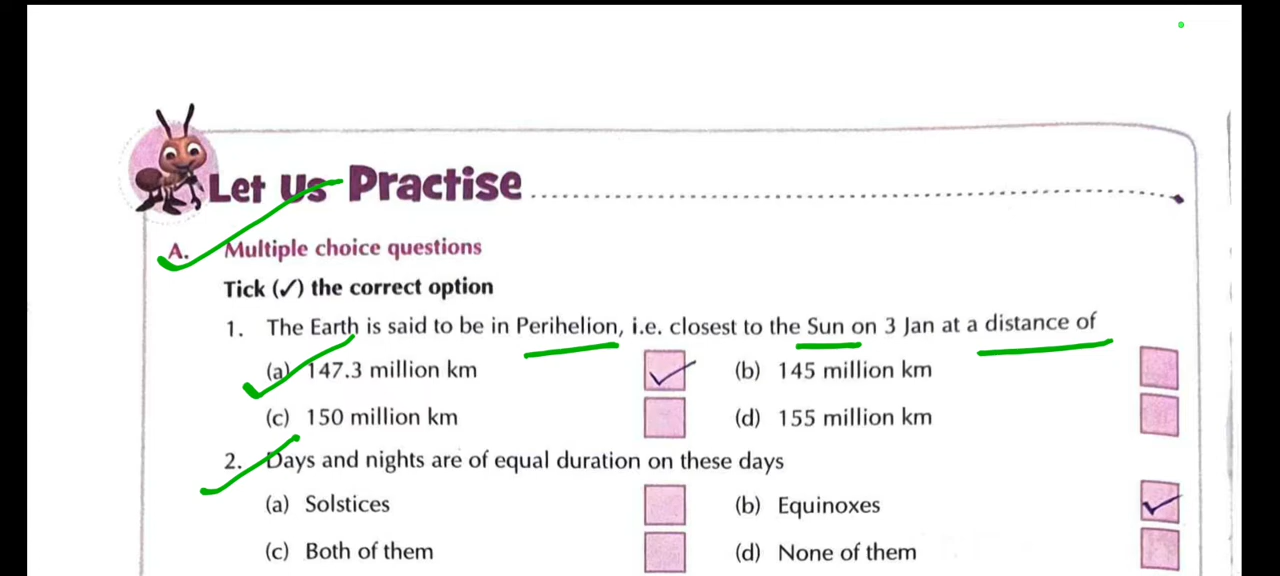 Let us Practise
A. Multiple choice questions
Tick (✓) the correct option
1. The Earth is said to be in Perihelion, i.e. closest to the Sun on 3 Jan at a distance of
(a) 147.3 million km (b) 145 million km
(c) 150 million km (d) 155 million km
2. Days and nights are of equal duration on these days
(a) Solstices (b) Equinoxes
(c) Both of them (d) None of them